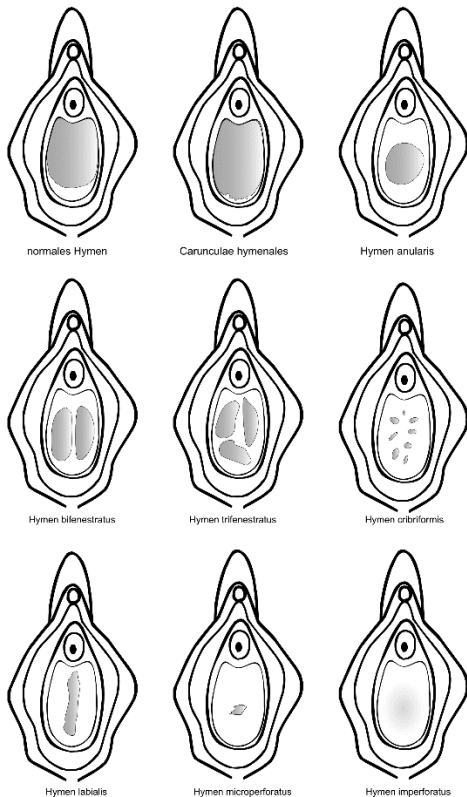 normales Hymen
Carunculae hymenales
Hymen anularis
Hymen bifenestratus
Hymen trifenestratus
Hymen cribriformis
Hymen labialis
Hymen microperforatus
Hymen imperforatus